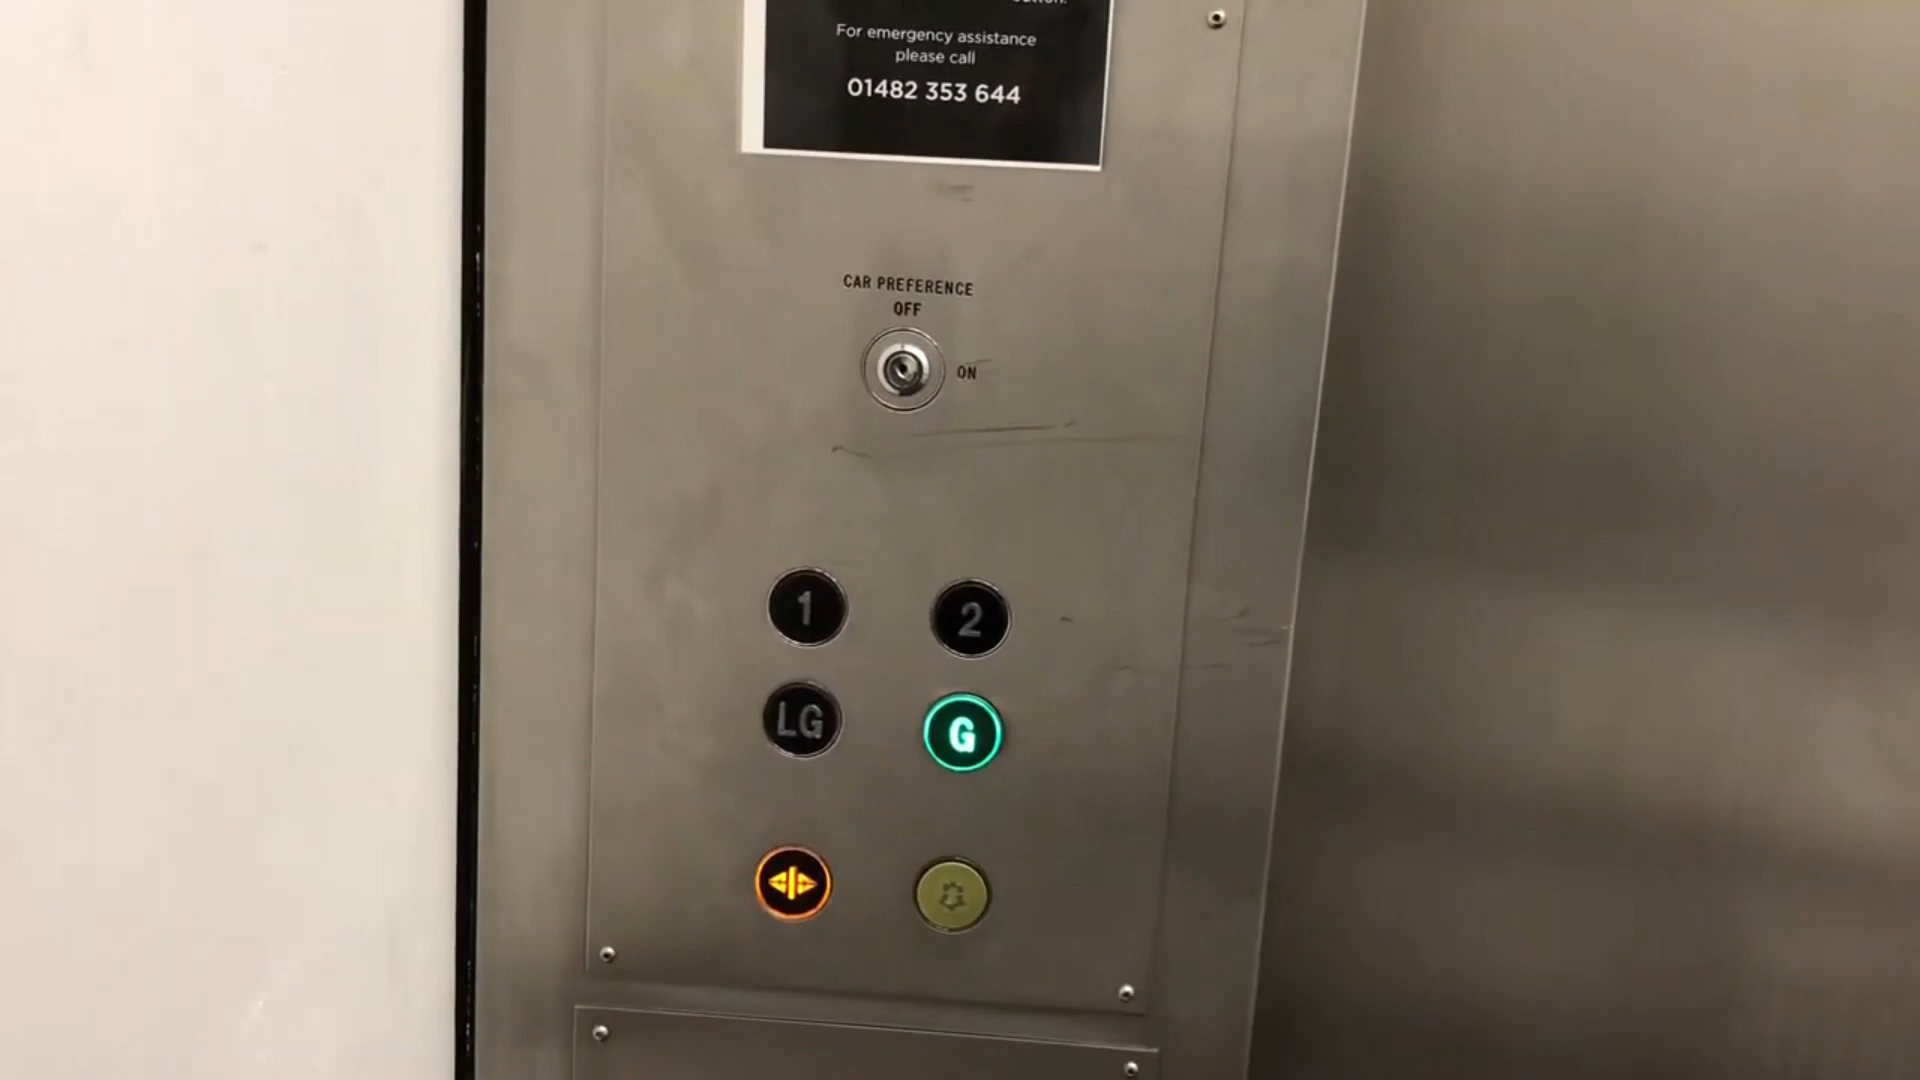 For emergency assistance
please call
01482 353 644
CAR PREFERENCE
OFF
ON
1
2
LG
G